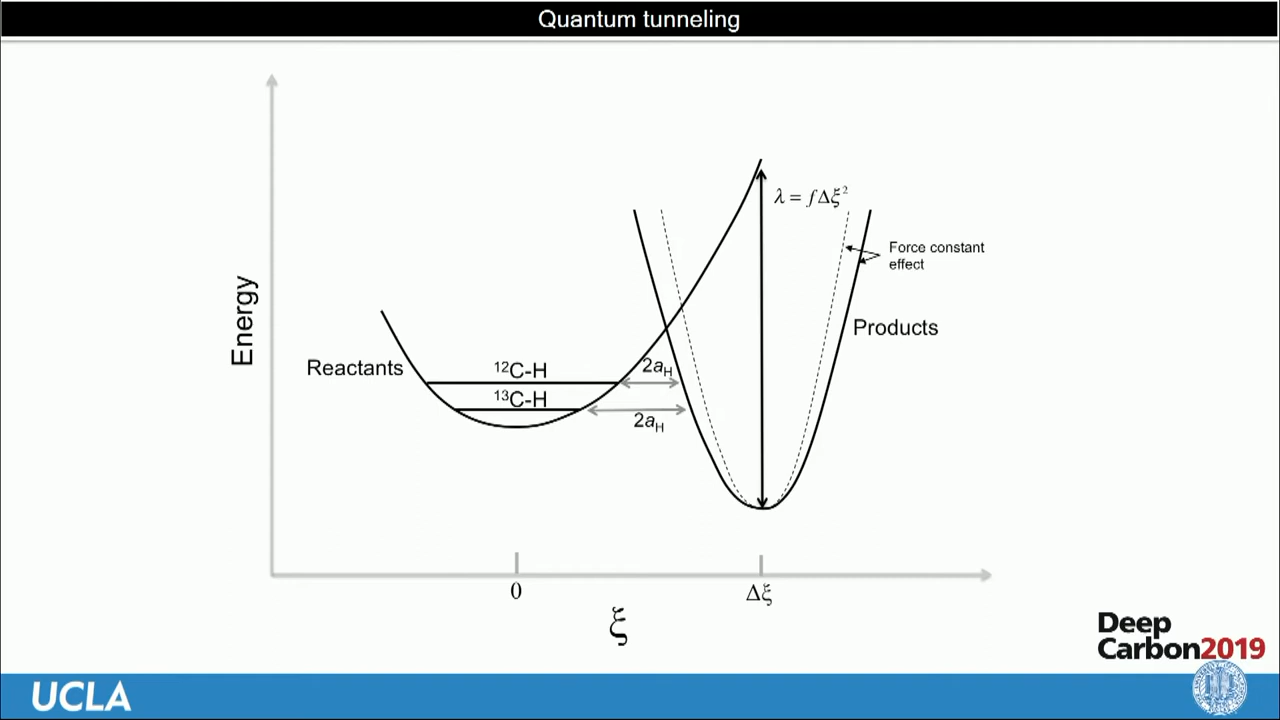 Quantum tunneling
λ = fΔξ²
Force constant
effect
Energy
Products
Reactants
¹²C-H
2aH
¹³C-H
2aH
0
Δξ
ξ
Deep
Carbon2019
UCLA